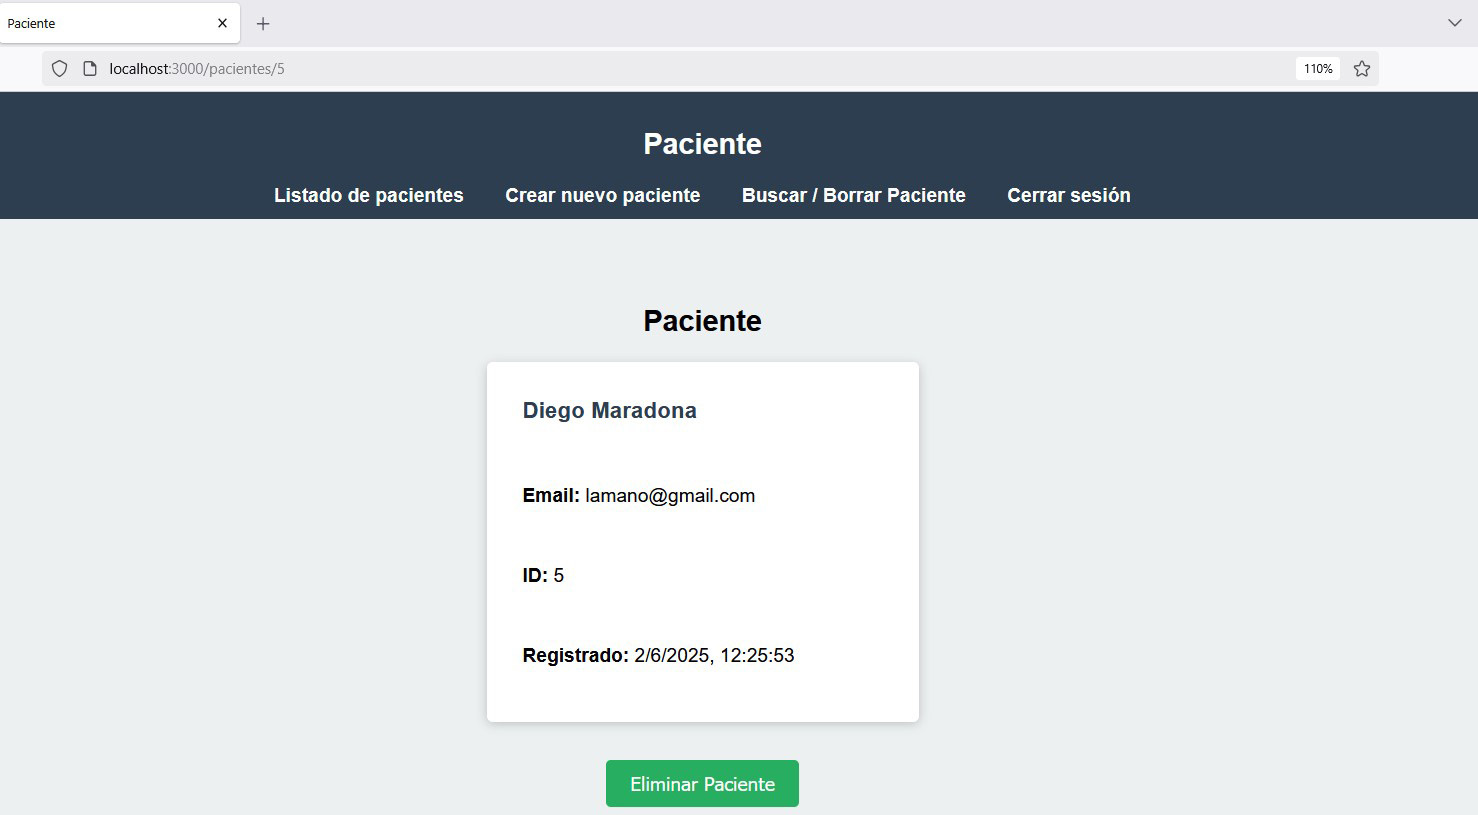 Paciente
localhost:3000/pacientes/5
110%
Paciente
Listado de pacientes Crear nuevo paciente Buscar / Borrar Paciente Cerrar sesión
Paciente
Diego Maradona
Email: lamano@gmail.com
ID: 5
Registrado: 2/6/2025, 12:25:53
Eliminar Paciente